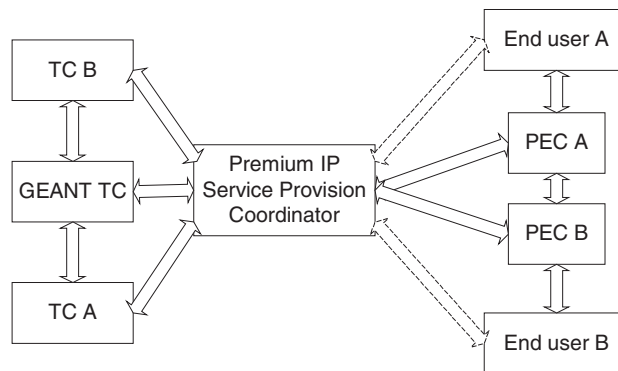 TC B
GEANT TC
TC A
Premium IP
Service Provision
Coordinator
End user A
PEC A
PEC B
End user B